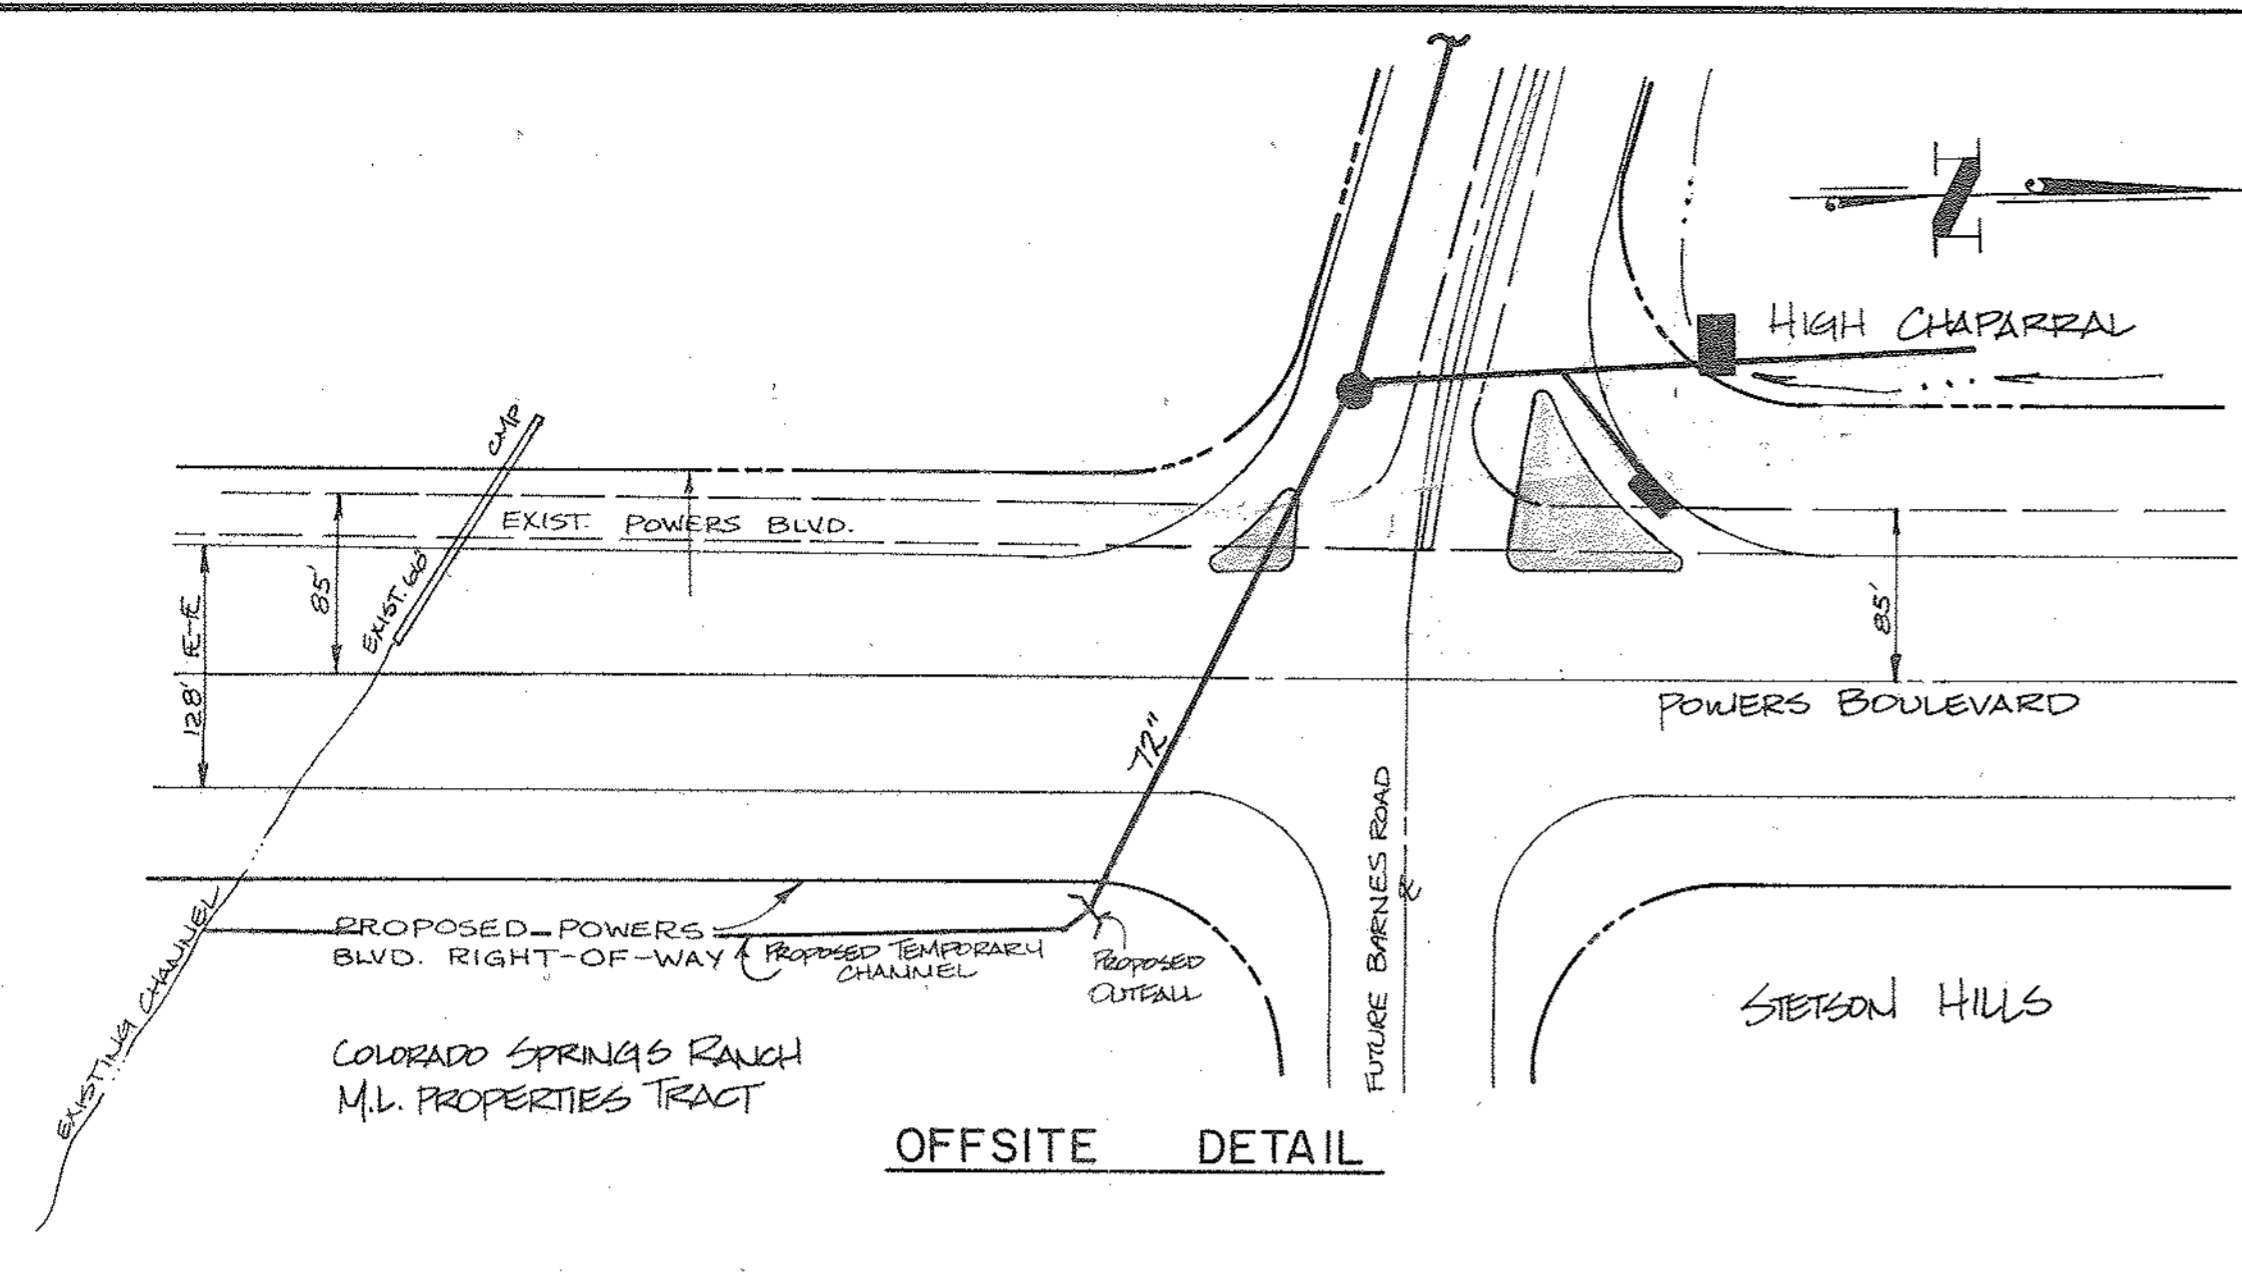 N
HIGH CHAPARRAL
CMP
EXIST. 66"
EXIST. POWERS BLVD.
85'
128'
85'
POWERS BOULEVARD
72"
FUTURE BARNES ROAD
EXISTING CHANNEL
PROPOSED POWERS
BLVD. RIGHT-OF-WAY
PROPOSED TEMPORARY
CHANNEL
PROPOSED
OUTFALL
STETSON HILLS
COLORADO SPRINGS RANCH
M.L. PROPERTIES TRACT
OFFSITE DETAIL